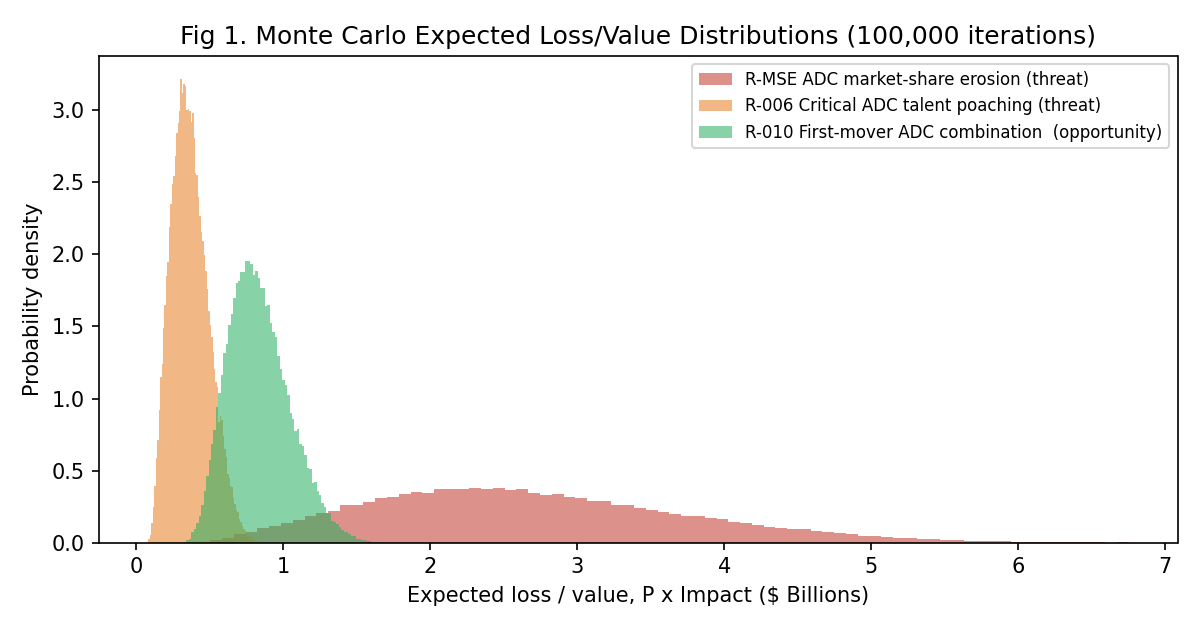 Fig 1. Monte Carlo Expected Loss/Value Distributions (100,000 iterations)
R-MSE ADC market-share erosion (threat)
R-006 Critical ADC talent poaching (threat)
R-010 First-mover ADC combination  (opportunity)
Probability density
3.0
2.5
2.0
1.5
1.0
0.5
0.0
0 1 2 3 4 5 6 7
Expected loss / value, P x Impact ($ Billions)